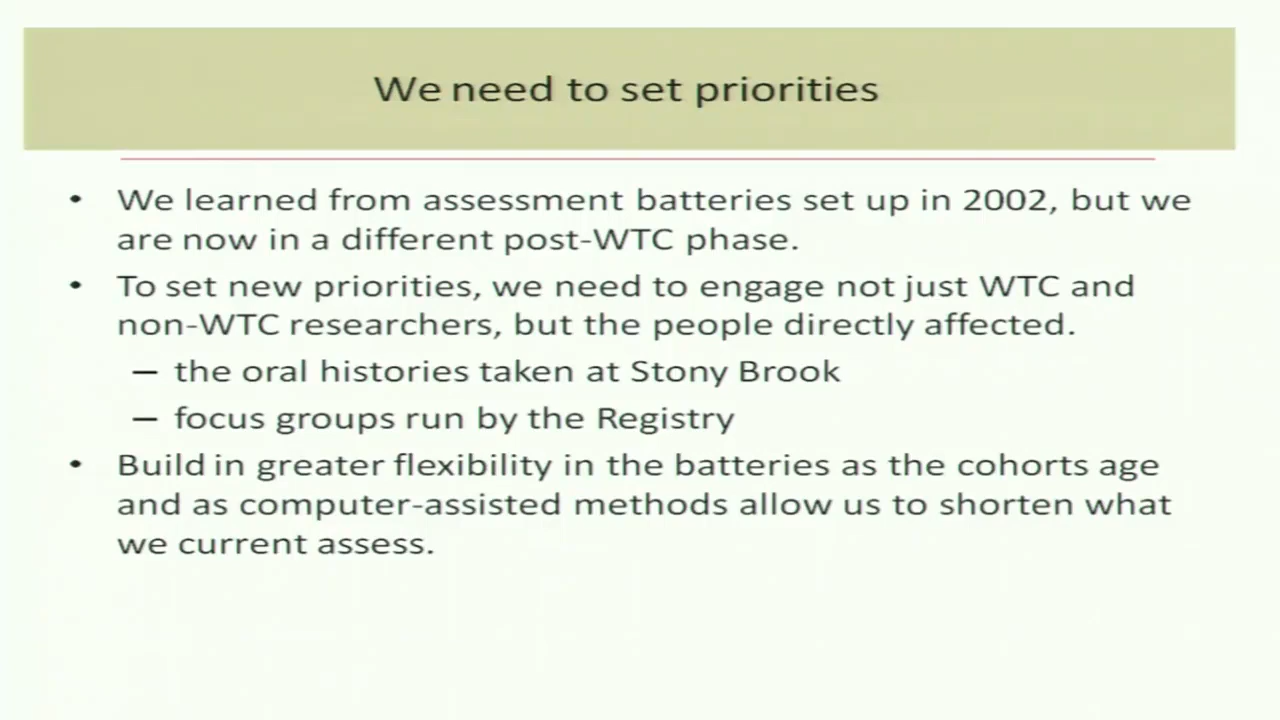 We need to set priorities
• We learned from assessment batteries set up in 2002, but we
are now in a different post-WTC phase.
• To set new priorities, we need to engage not just WTC and
non-WTC researchers, but the people directly affected.
– the oral histories taken at Stony Brook
– focus groups run by the Registry
• Build in greater flexibility in the batteries as the cohorts age
and as computer-assisted methods allow us to shorten what
we current assess.